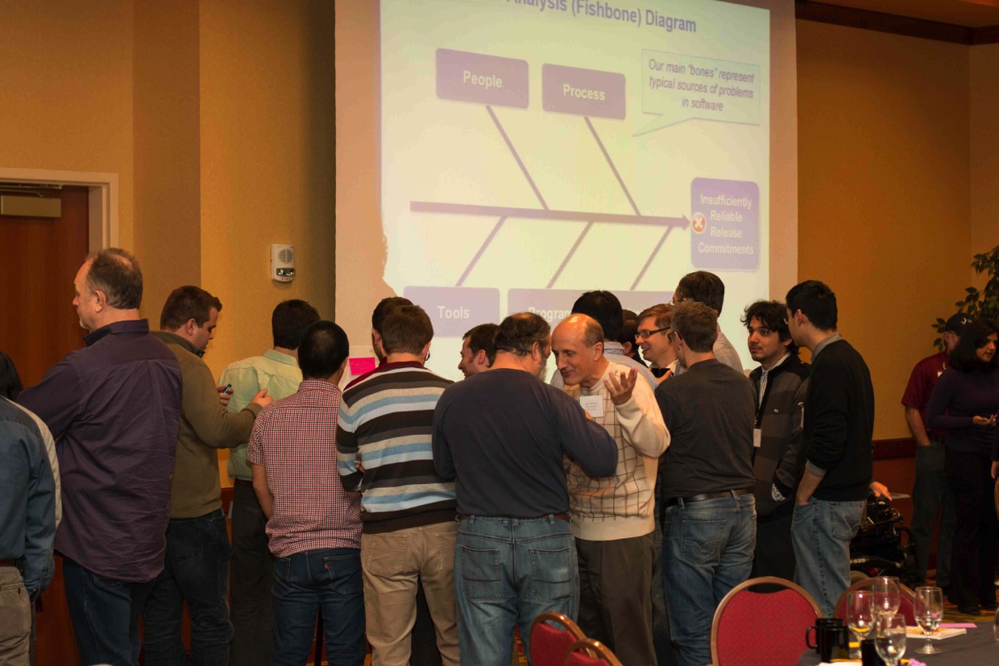 Analysis (Fishbone) Diagram
People
Process
Our main "bones" represent
typical sources of problems
in software
Insufficiently
Reliable
Release
Commitments
Tools